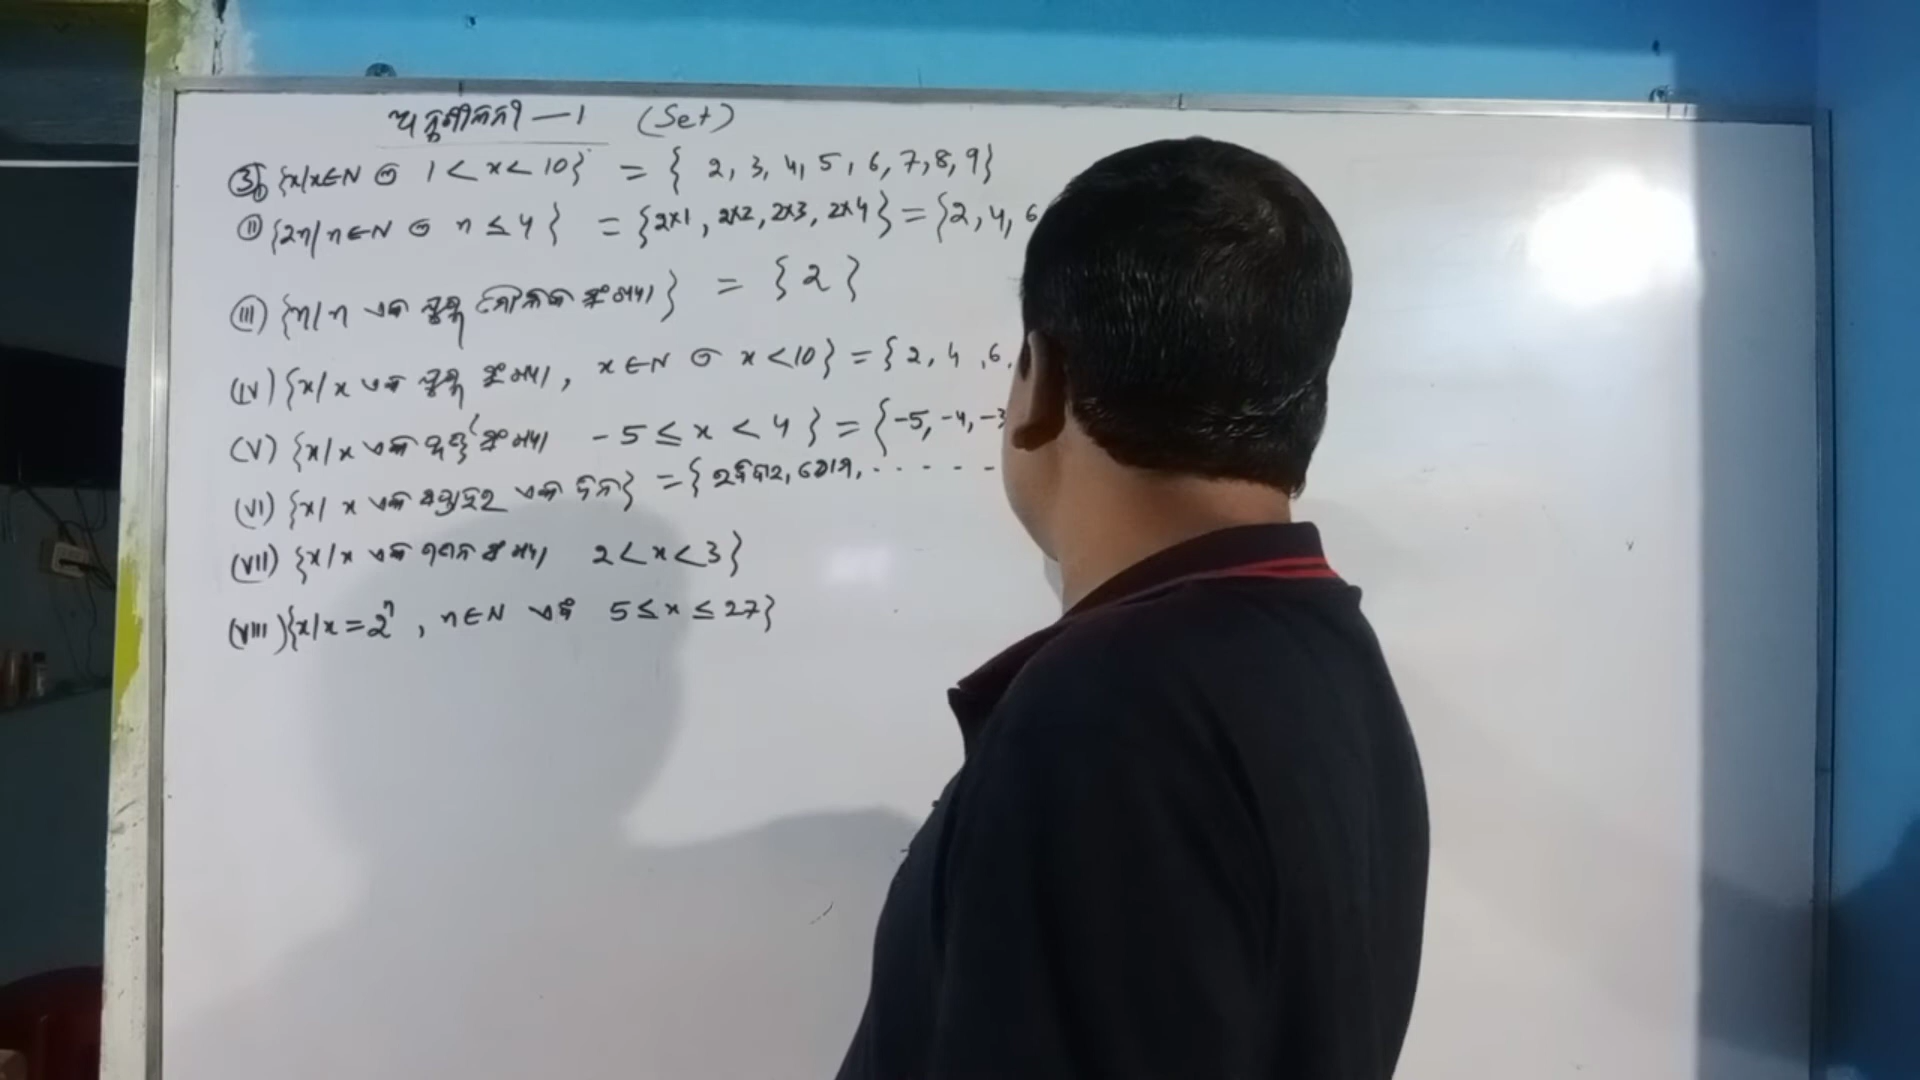 ଅନୁଶୀଳନୀ — 1 (Set)
3. (i) {x/x∈N ଓ 1 < x < 10} = { 2, 3, 4, 5, 6, 7, 8, 9}
(ii) {2n/n∈N ଓ n ≤ 4 } = {2×1, 2×2, 2×3, 2×4} = {2, 4, 6
(iii) {n/n ଏକ ଯୁଗ୍ମ ମୌଳିକ ସଂଖ୍ୟା} = {2}
(iv) {x/x ଏକ ଯୁଗ୍ମ ସଂଖ୍ୟା, x∈N ଓ x < 10} = {2, 4, 6,
(v) {x/x ଏକ ପୂର୍ଣ୍ଣ ସଂଖ୍ୟା -5 ≤ x < 4 } = {-5, -4, -3
(vi) {x/x ଏକ ସପ୍ତାହର ଏକ ଦିନ} = {ରବିବାର, ସୋମ, . . . . .
(vii) {x/x ଏକ ଗଣନ ସଂଖ୍ୟା 2 < x < 3}
(viii) {x/x = 2ⁿ, n∈N ଏବଂ 5 ≤ x ≤ 27}